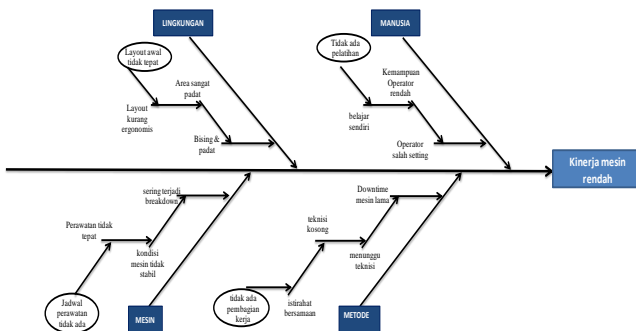 LINGKUNGAN
MANUSIA
Layout awal
tidak tepat
Area sangat
padat
Layout
kurang
ergonomis
Bising &
padat
Tidak ada
pelatihan
Kemampuan
Operator
rendah
belajar
sendiri
Operator
salah setting
Kinerja mesin
rendah
sering terjadi
breakdown
Perawatan tidak
tepat
kondisi
mesin tidak
stabil
Jadwal
perawatan
tidak ada
MESIN
Downtime
mesin lama
teknisi
kosong
menunggu
teknisi
istirahat
bersamaan
tidak ada
pembagian
kerja
METODE